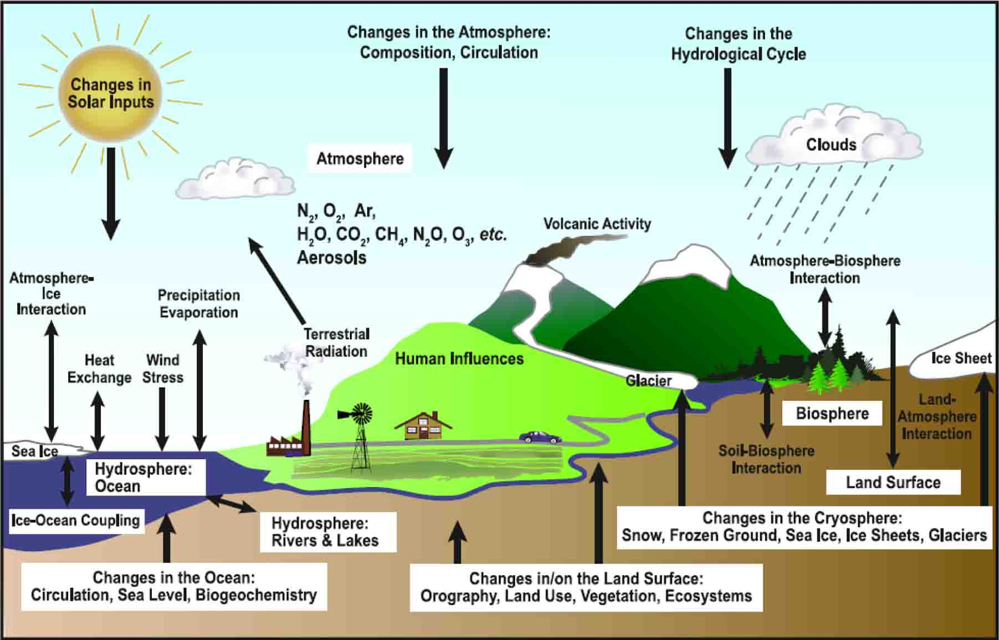 Changes in the Atmosphere:
Composition, Circulation
Changes in the
Hydrological Cycle
Changes in
Solar Inputs
Clouds
Atmosphere
N₂, O₂, Ar,
H₂O, CO₂, CH₄, N₂O, O₃, etc.
Aerosols
Volcanic Activity
Atmosphere-Biosphere
Interaction
Atmosphere-
Ice
Interaction
Precipitation
Evaporation
Terrestrial
Radiation
Heat
Exchange
Wind
Stress
Human Influences
Ice Sheet
Glacier
Land-
Atmosphere
Interaction
Biosphere
Soil-Biosphere
Interaction
Sea Ice
Hydrosphere:
Ocean
Land Surface
Ice-Ocean Coupling
Hydrosphere:
Rivers & Lakes
Changes in the Cryosphere:
Snow, Frozen Ground, Sea Ice, Ice Sheets, Glaciers
Changes in the Ocean:
Circulation, Sea Level, Biogeochemistry
Changes in/on the Land Surface:
Orography, Land Use, Vegetation, Ecosystems